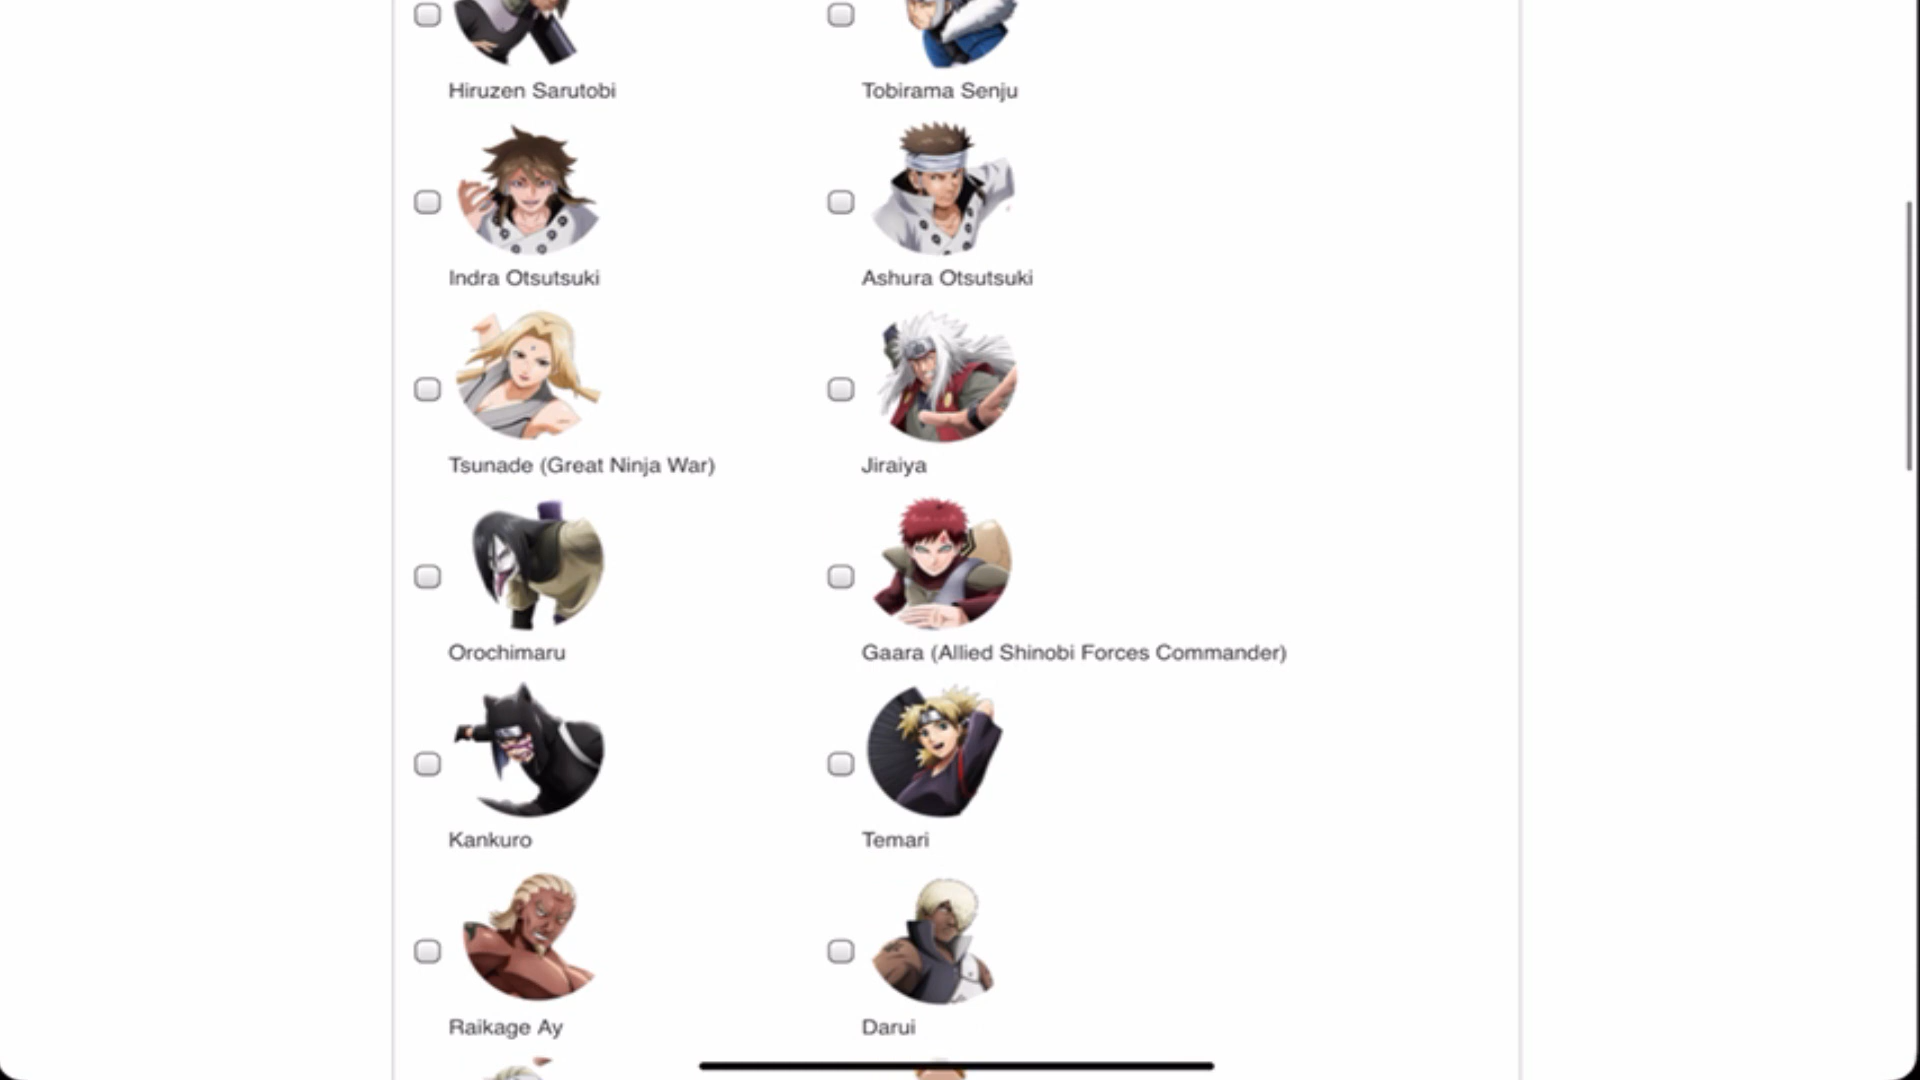 Hiruzen Sarutobi
Tobirama Senju
Indra Otsutsuki
Ashura Otsutsuki
Tsunade (Great Ninja War)
Jiraiya
Orochimaru
Gaara (Allied Shinobi Forces Commander)
Kankuro
Temari
Raikage Ay
Darui